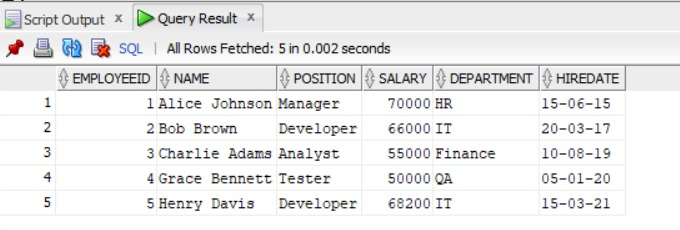 Script Output x Query Result x
SQL | All Rows Fetched: 5 in 0.002 seconds
EMPLOYEEID NAME POSITION SALARY DEPARTMENT HIREDATE
1 1 Alice Johnson Manager 70000 HR 15-06-15
2 2 Bob Brown Developer 66000 IT 20-03-17
3 3 Charlie Adams Analyst 55000 Finance 10-08-19
4 4 Grace Bennett Tester 50000 QA 05-01-20
5 5 Henry Davis Developer 68200 IT 15-03-21